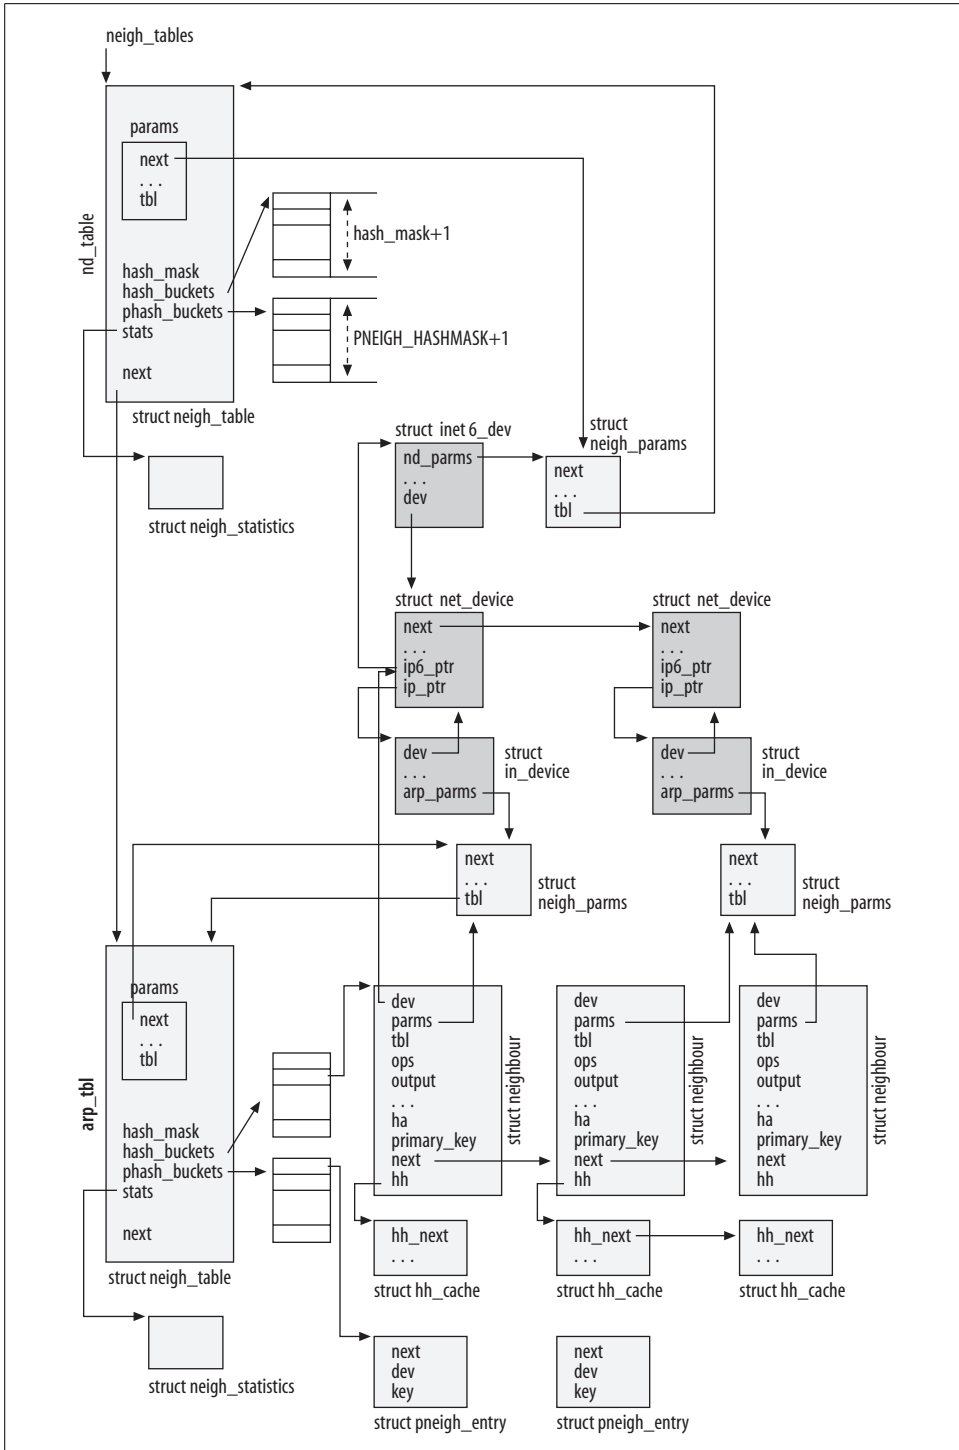 neigh_tables
nd_table
params
next
. . .
tbl
hash_mask
hash_buckets
phash_buckets
stats
next
struct neigh_table
hash_mask+1
PNEIGH_HASHMASK+1
struct neigh_statistics
struct inet 6_dev
nd_parms
. . .
dev
struct
neigh_params
next
. . .
tbl
struct net_device
next
. . .
ip6_ptr
ip_ptr
struct net_device
next
. . .
ip6_ptr
ip_ptr
dev
. . .
arp_parms
struct
in_device
dev
. . .
arp_parms
struct
in_device
next
. . .
tbl
struct
neigh_parms
next
. . .
tbl
struct
neigh_parms
arp_tbl
params
next
. . .
tbl
hash_mask
hash_buckets
phash_buckets
stats
next
struct neigh_table
struct neigh_statistics
dev
parms
tbl
ops
output
. . .
ha
primary_key
next
hh
struct neighbour
dev
parms
tbl
ops
output
. . .
ha
primary_key
next
hh
struct neighbour
dev
parms
tbl
ops
output
. . .
ha
primary_key
next
hh
struct neighbour
hh_next
. . .
struct hh_cache
hh_next
. . .
struct hh_cache
hh_next
. . .
struct hh_cache
next
dev
key
struct pneigh_entry
next
dev
key
struct pneigh_entry